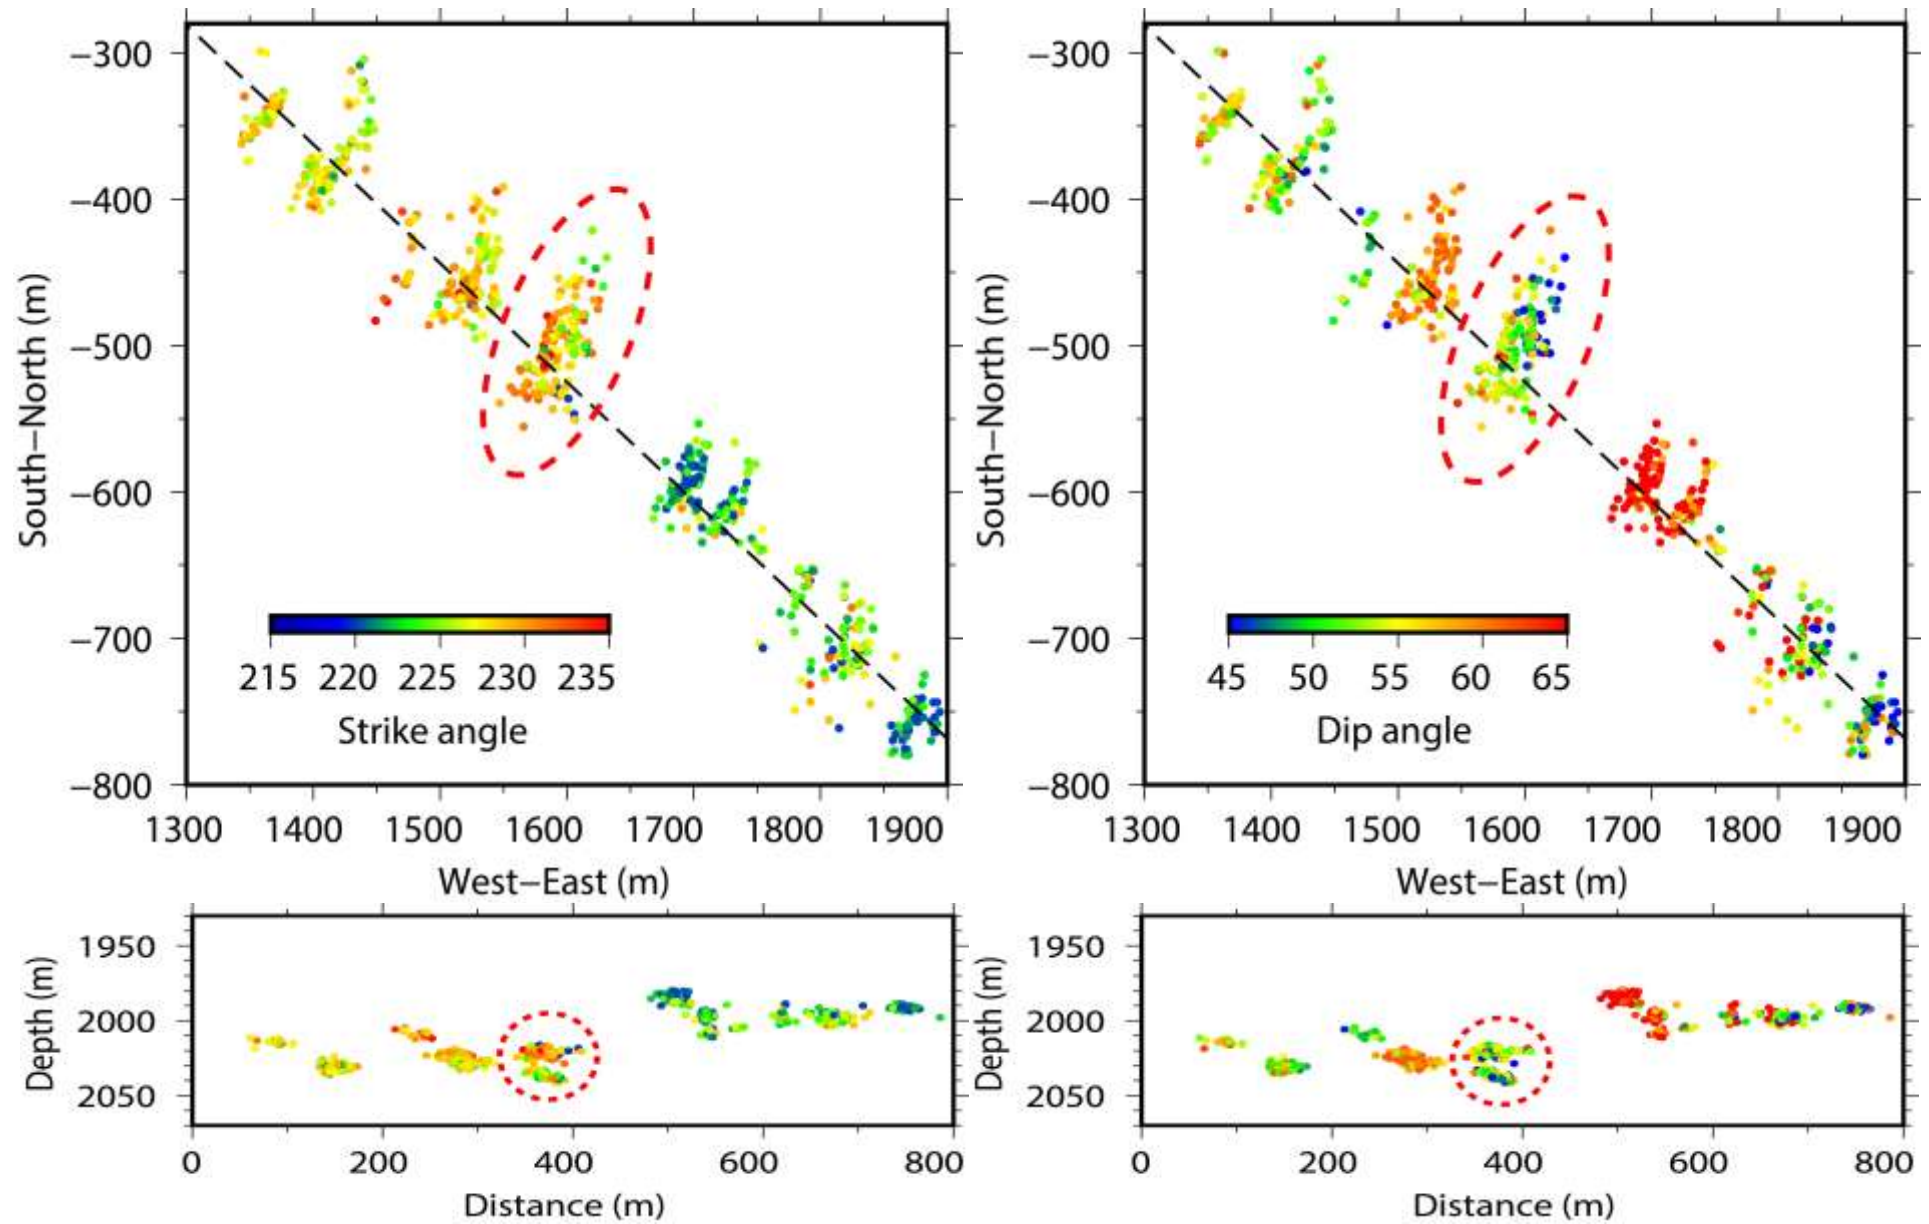 −300
−400
−500
−600
−700
−800
South−North (m)
215 220 225 230 235
Strike angle
1300 1400 1500 1600 1700 1800 1900
West−East (m)
−300
−400
−500
−600
−700
−800
South−North (m)
45 50 55 60 65
Dip angle
1300 1400 1500 1600 1700 1800 1900
West−East (m)
1950
2000
2050
Depth (m)
0 200 400 600 800
Distance (m)
1950
2000
2050
Depth (m)
0 200 400 600 800
Distance (m)